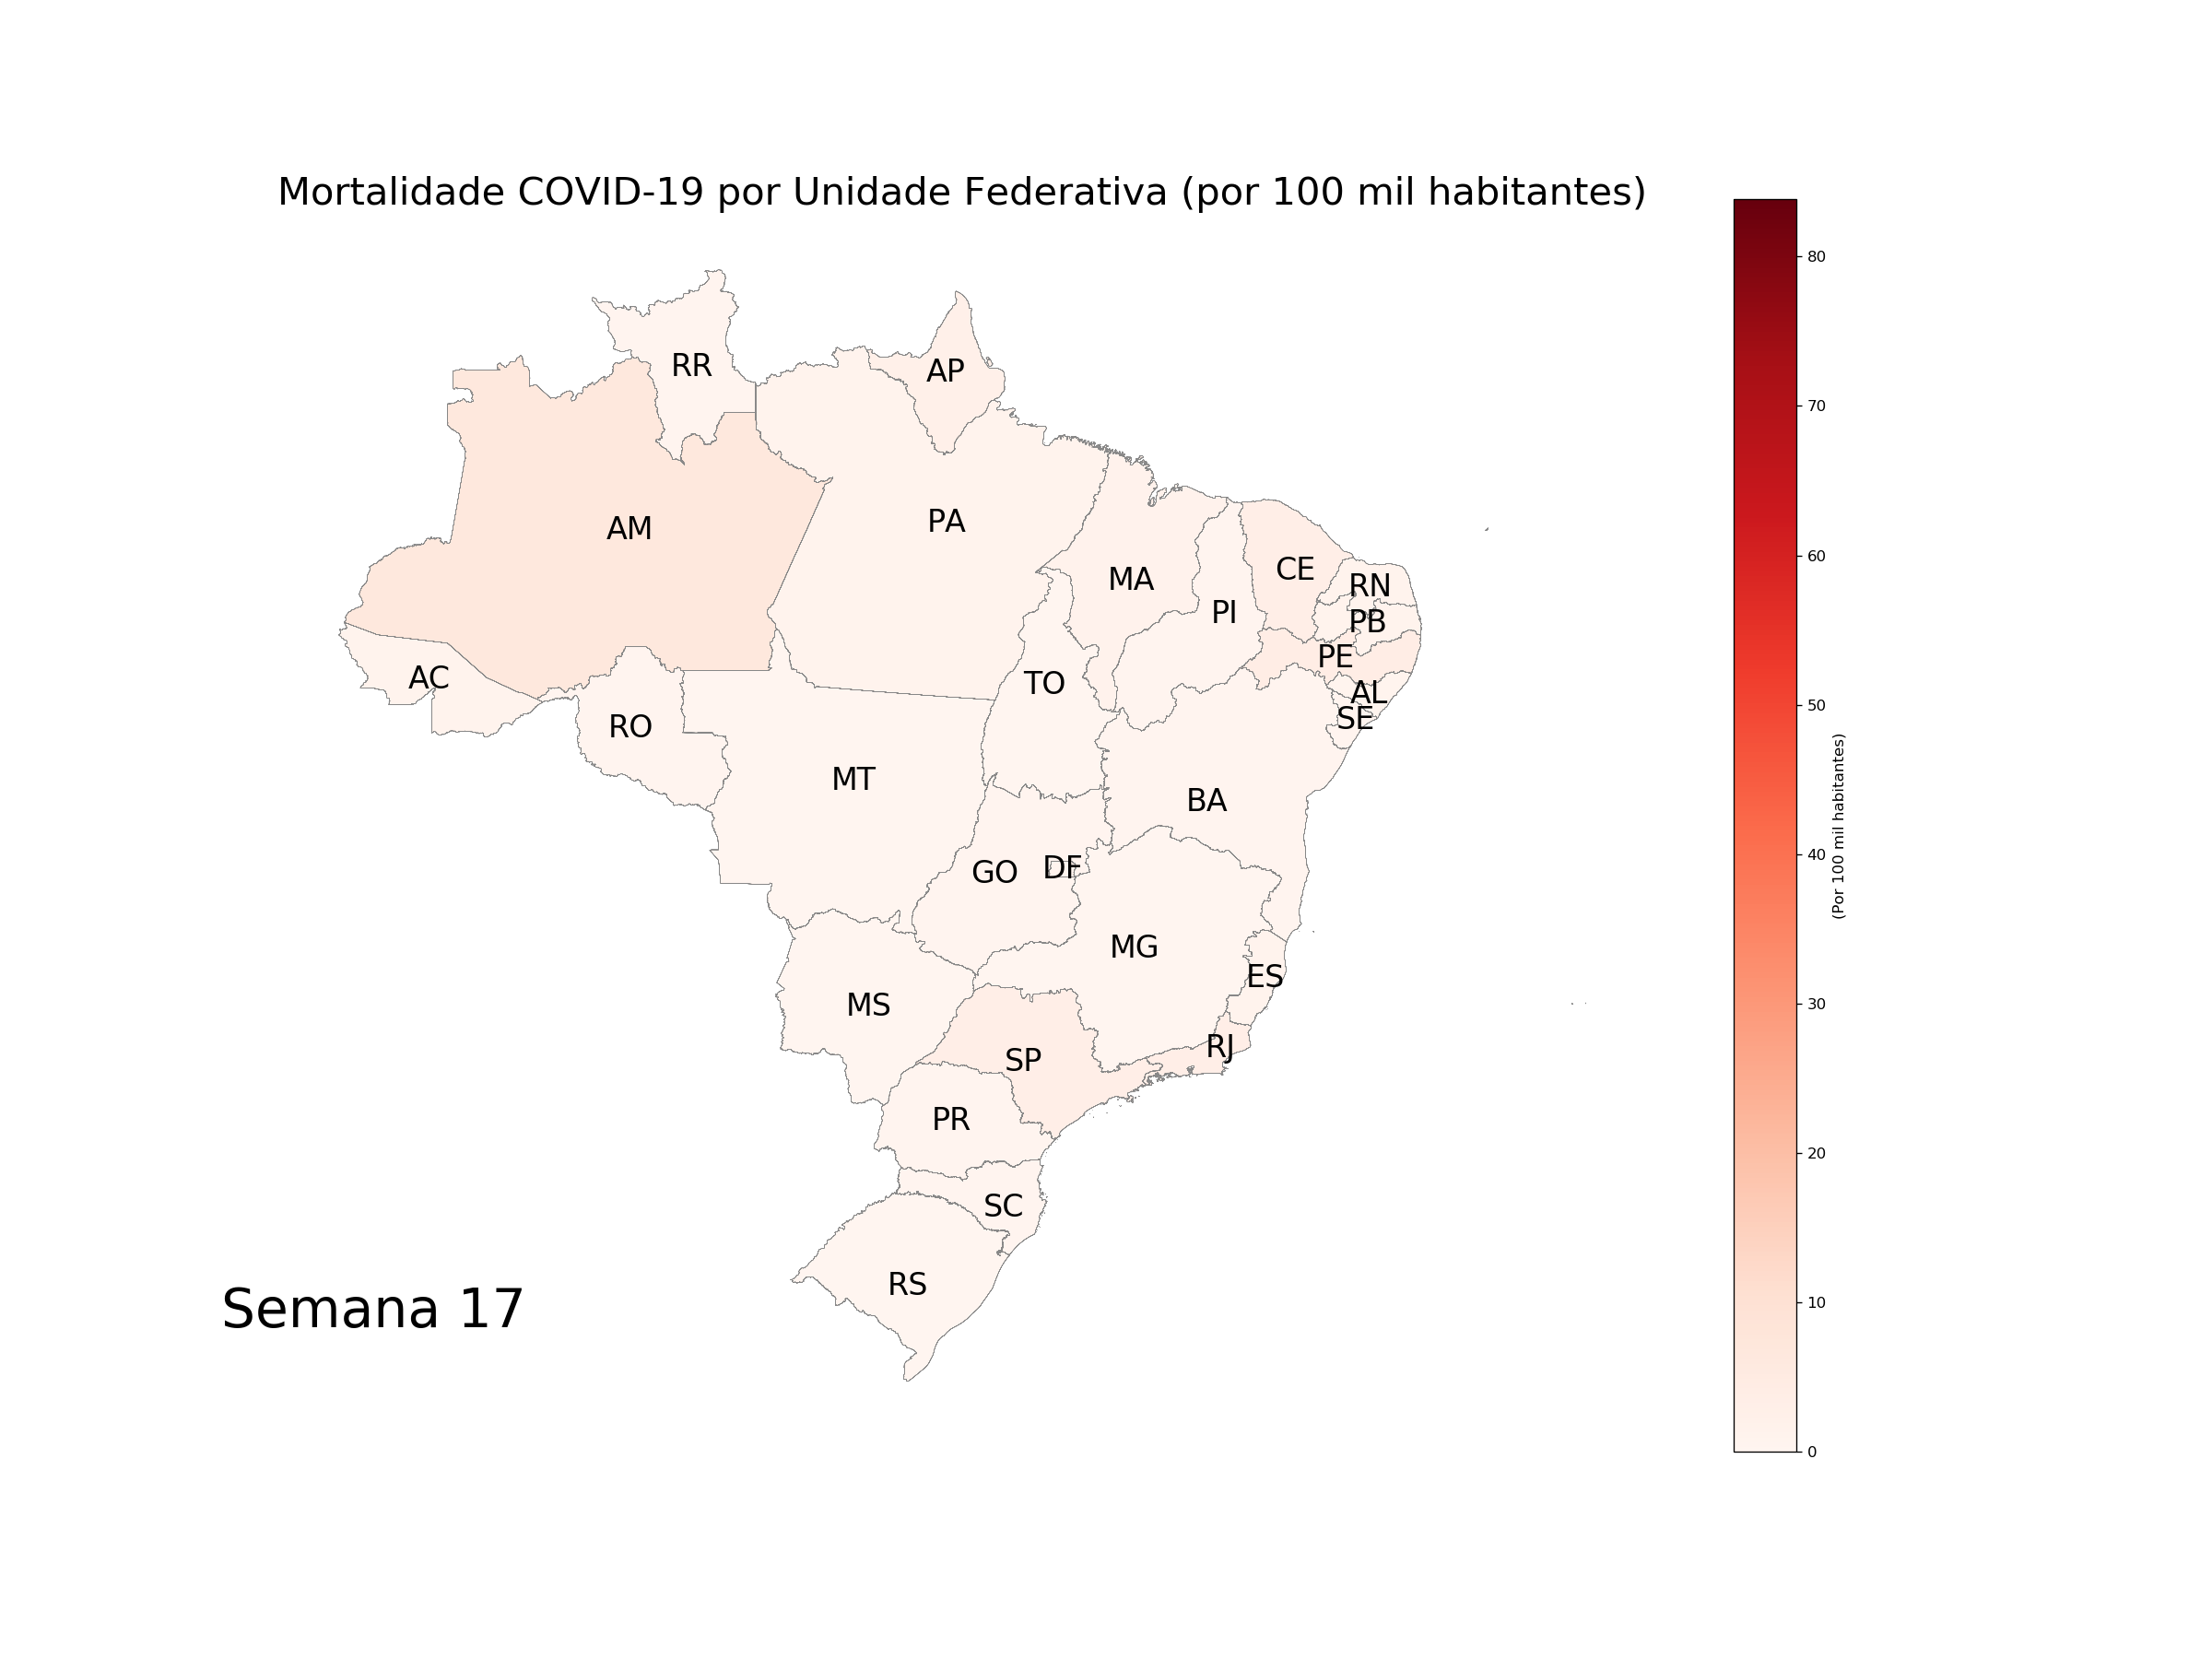 Mortalidade COVID-19 por Unidade Federativa (por 100 mil habitantes)
RR
AP
AM
PA
MA
CE
RN
PI
PB
PE
AC
TO
AL
SE
RO
MT
BA
GO
DF
MG
ES
MS
RJ
SP
PR
SC
RS
Semana 17
80
70
60
50
40
30
20
10
0
(Por 100 mil habitantes)